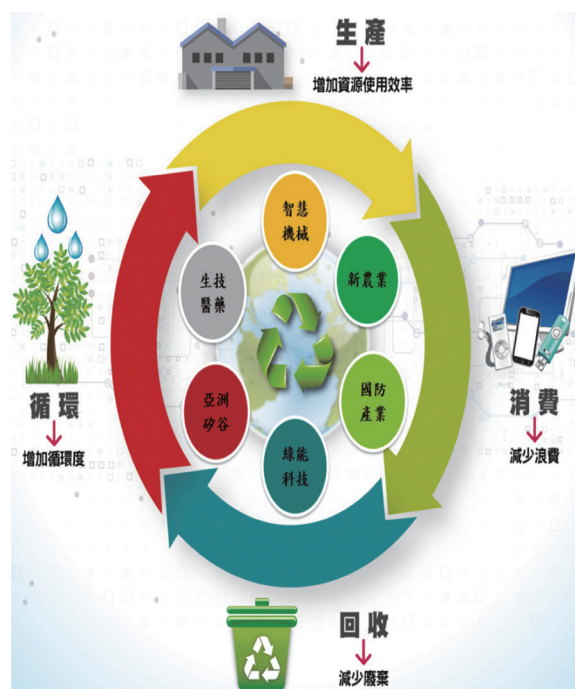 生產
增加資源使用效率
智慧
機械
生技
醫藥
新農業
循環
增加循環度
亞洲
矽谷
國防
產業
消費
減少浪費
綠能
科技
回收
減少廢棄